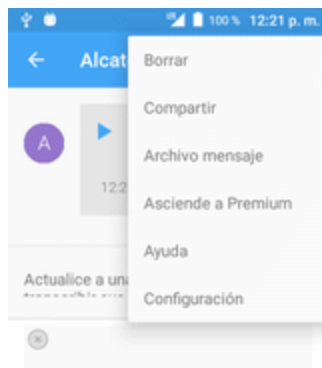 100 % 12:21 p. m.
Alcat
Borrar
Compartir
A
Archivo mensaje
12:2
Asciende a Premium
Ayuda
Actualice a una
Configuración